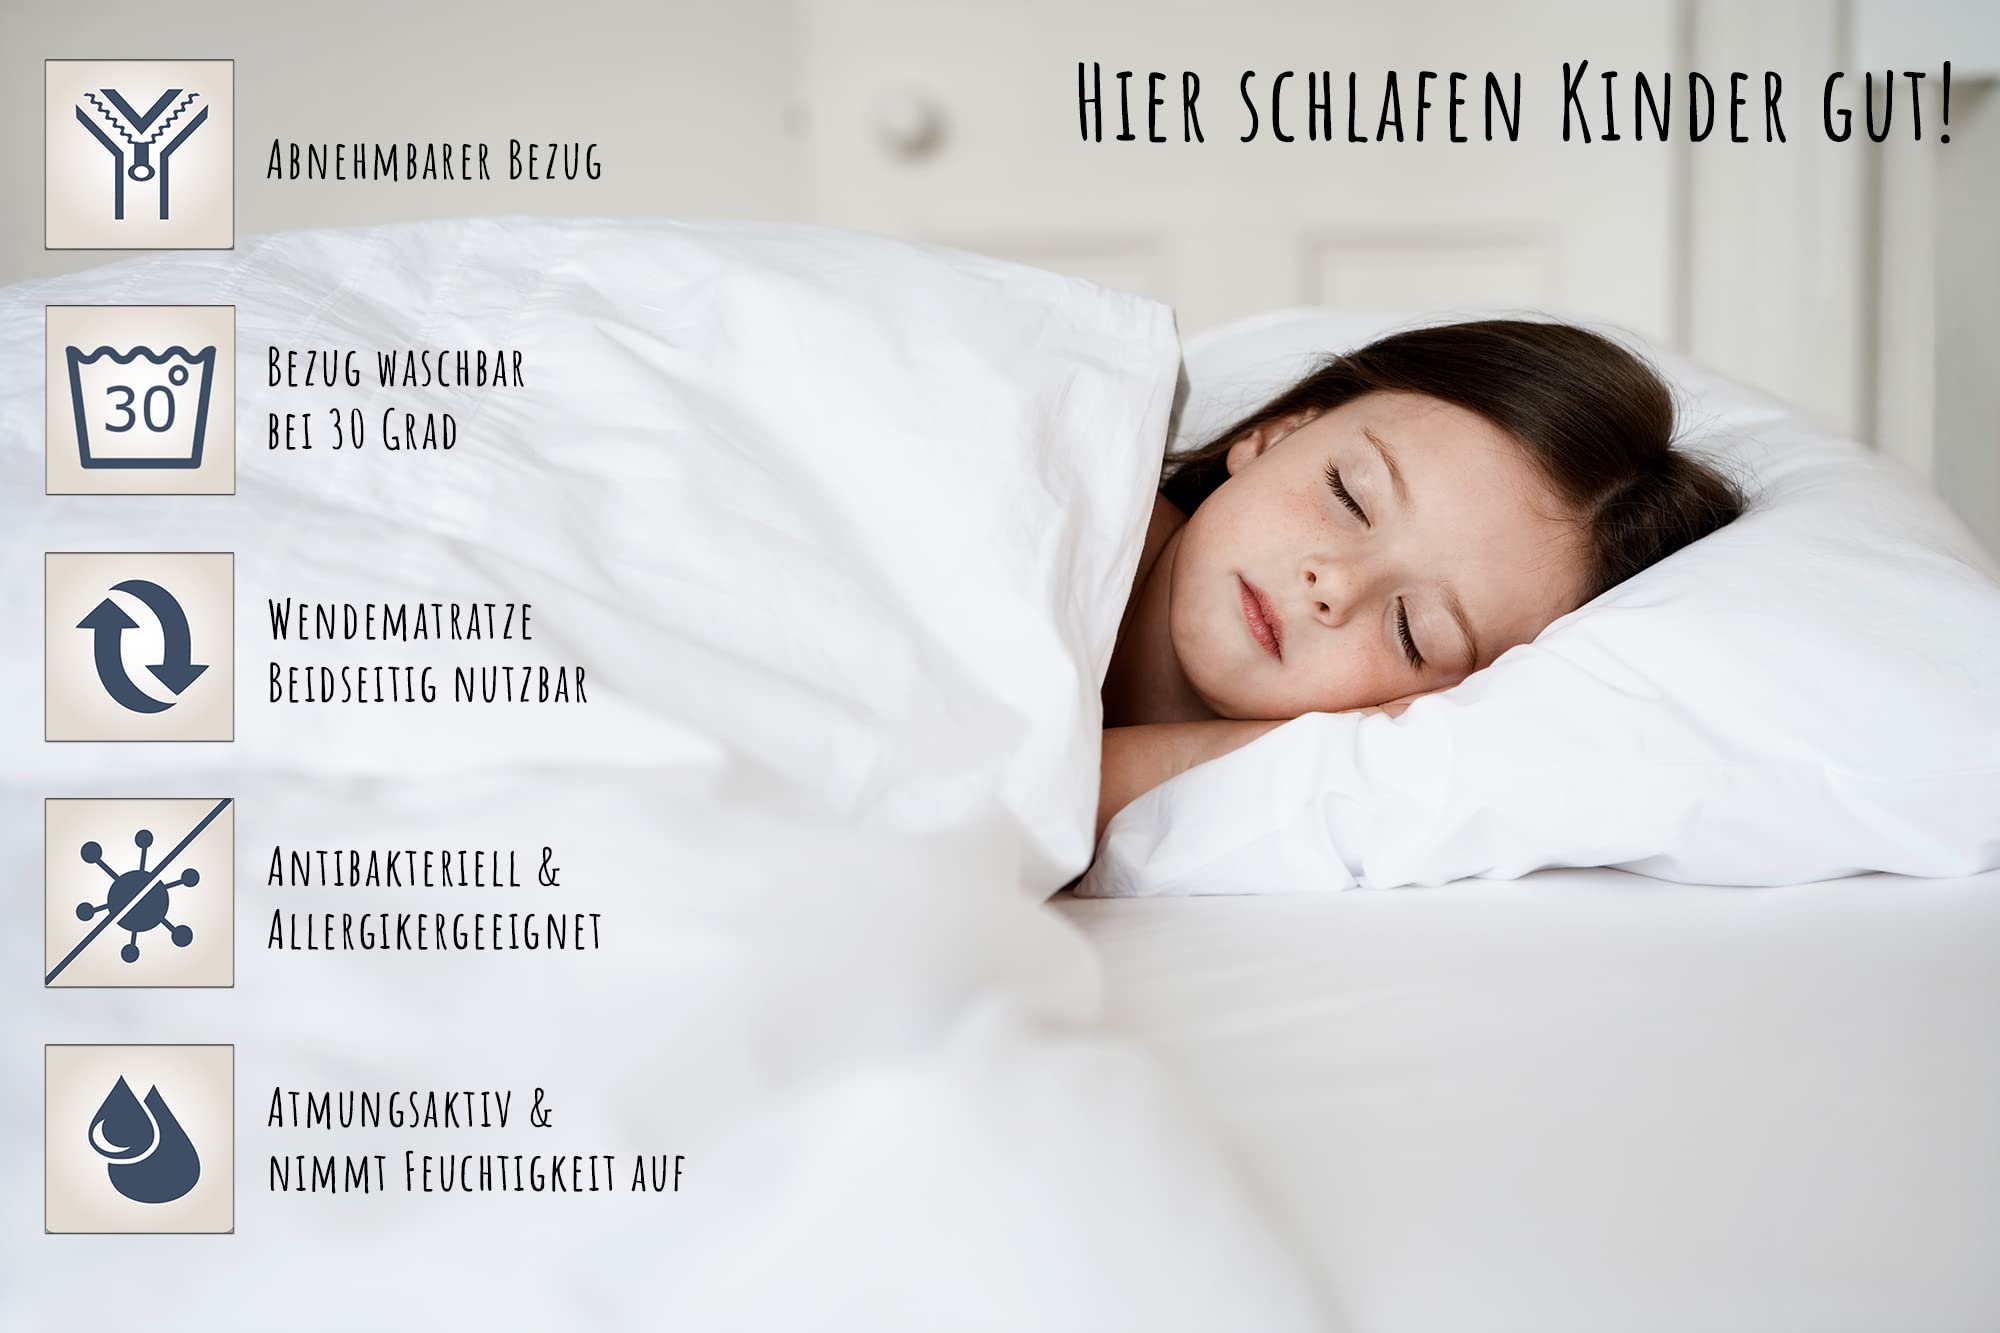 Hier schlafen Kinder gut!
Abnehmbarer Bezug
30°
Bezug waschbar
bei 30 Grad
Wendematratze
Beidseitig nutzbar
Antibakteriell &
Allergikergeeignet
Atmungsaktiv &
nimmt Feuchtigkeit auf